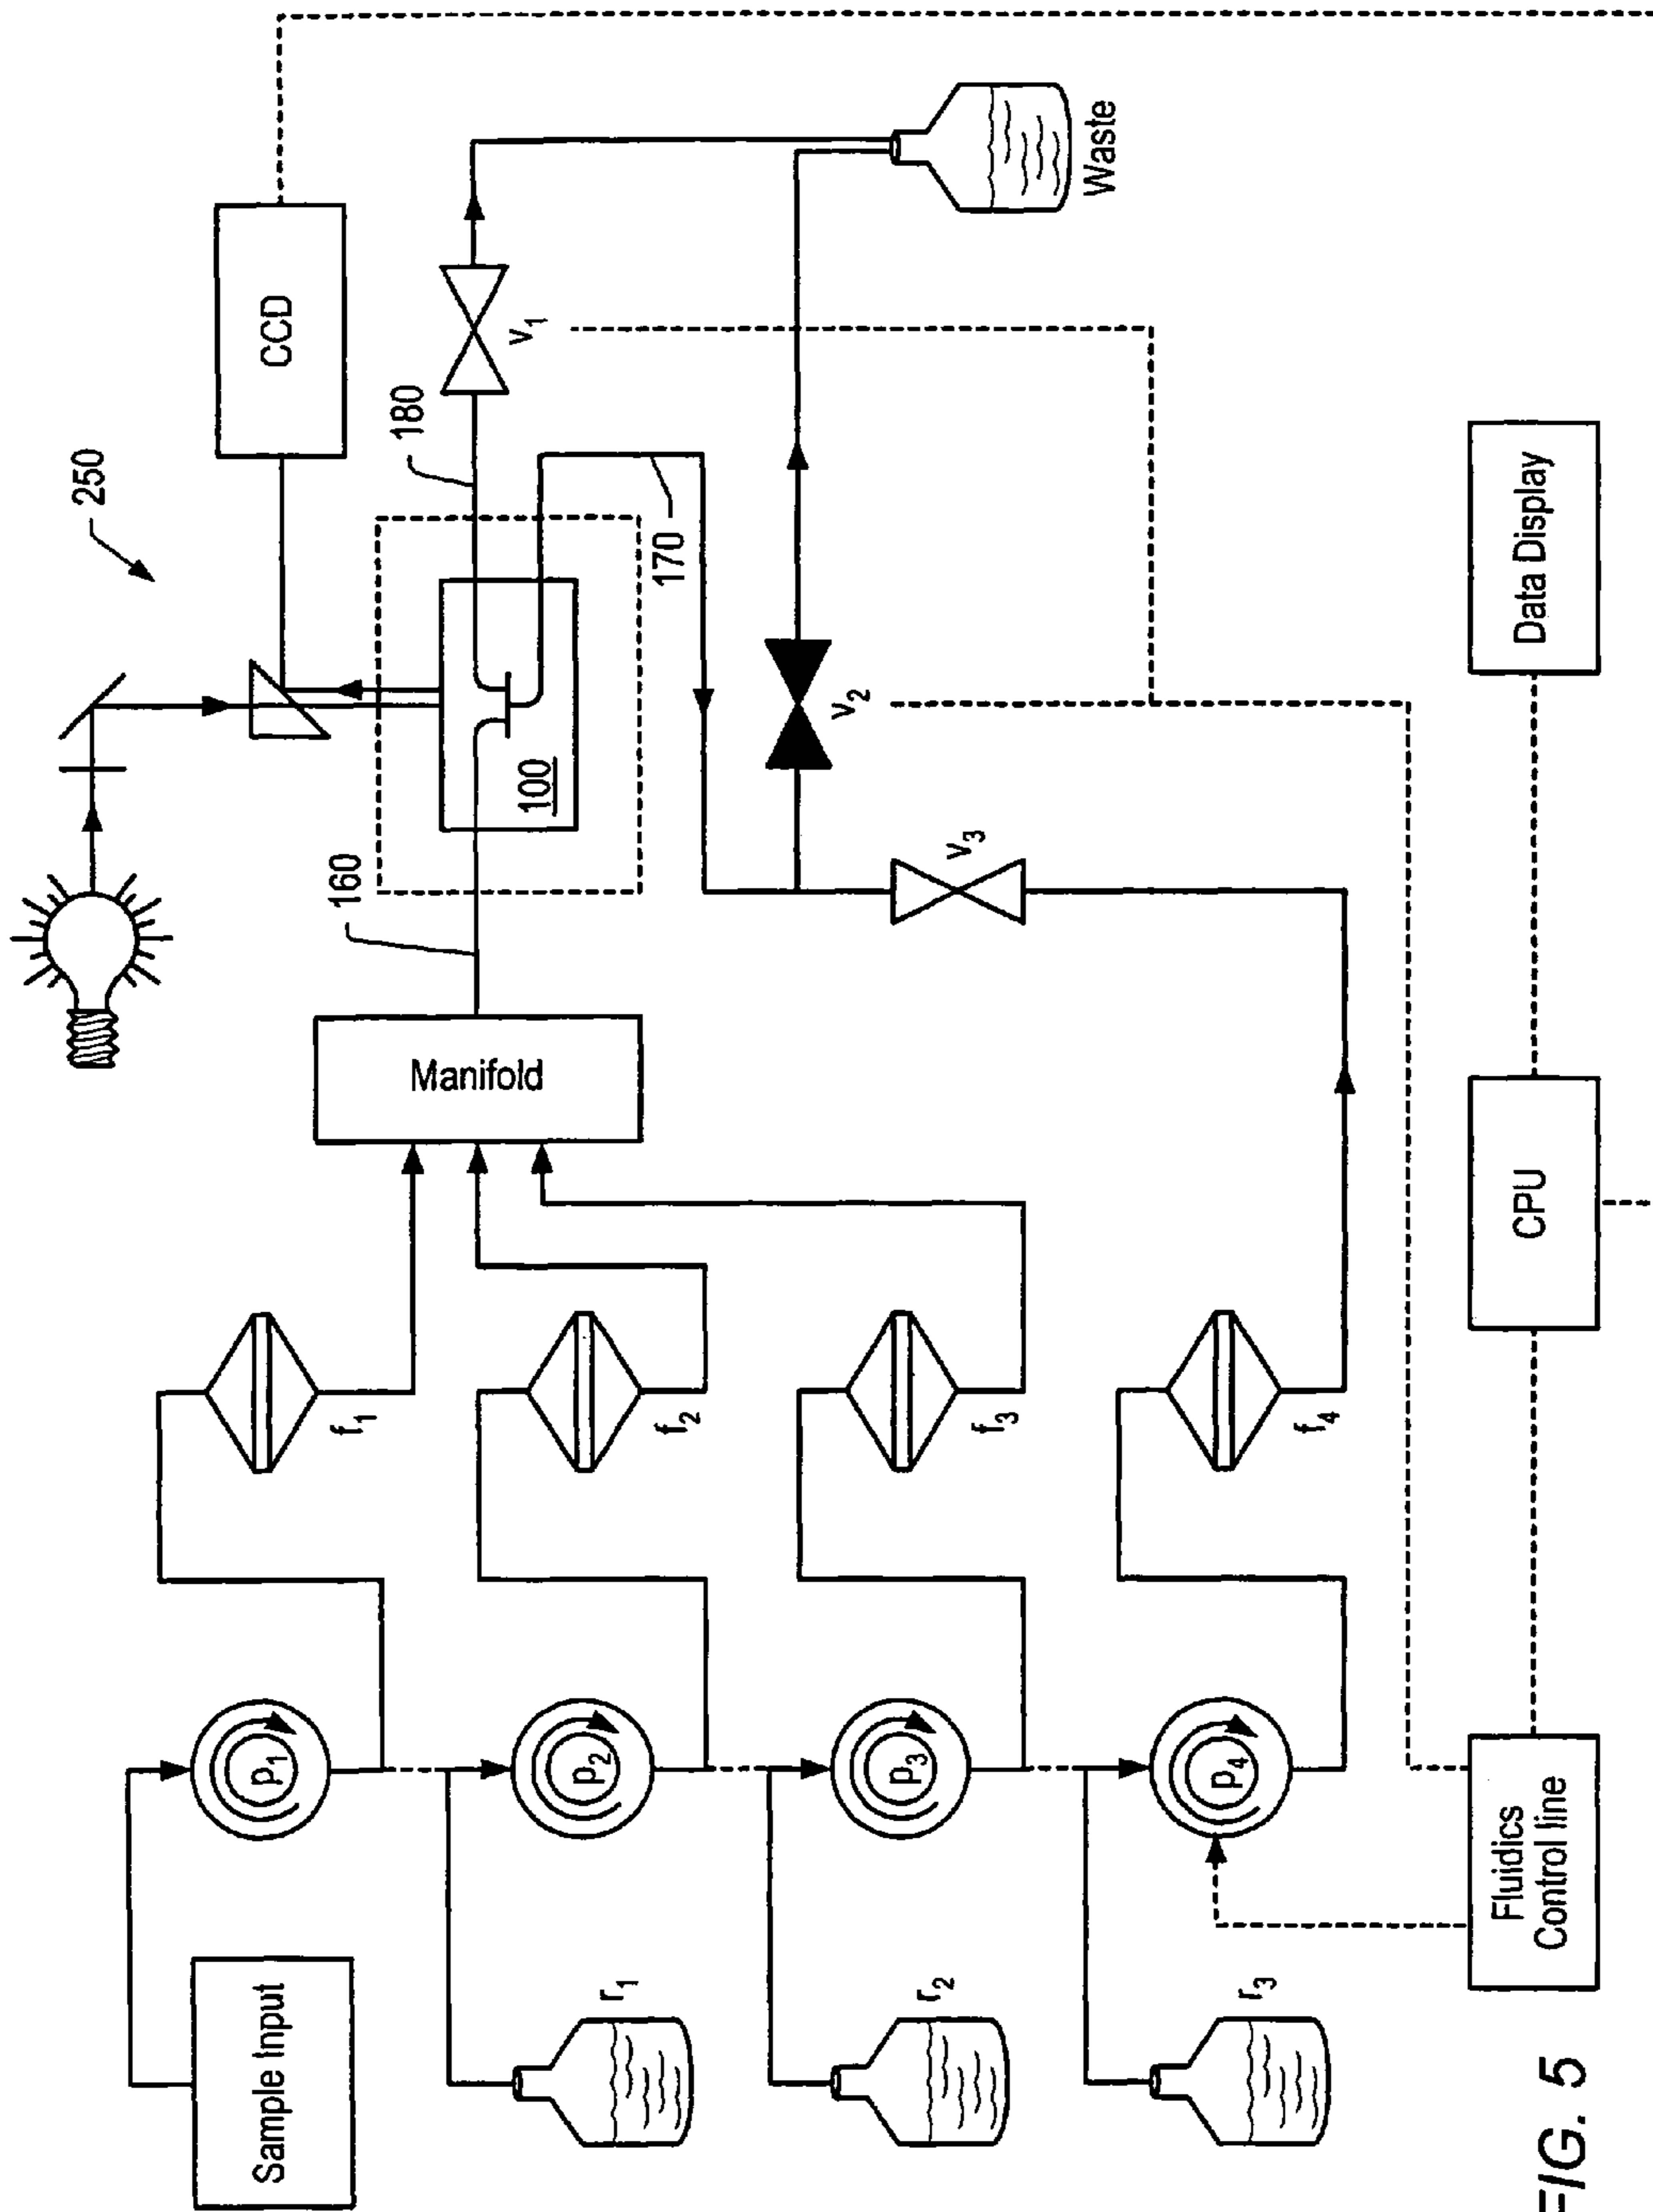 250
CCD
Sample Input
p₁
f₁
Manifold
160
180
v₁
100
170
r₁
p₂
f₂
v₂
Waste
r₂
p₃
f₃
v₃
r₃
p₄
f₄
Fluidics
Control line
CPU
Data Display
FIG. 5